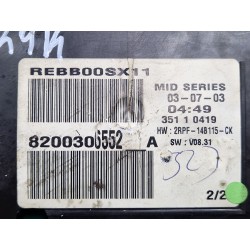 REBB00SX11
MID SERIES
03-07-03
04:49
351 1 0419
HW : 2RPF-14B115-CK
8200306552 A
SW : V08.31
2/2